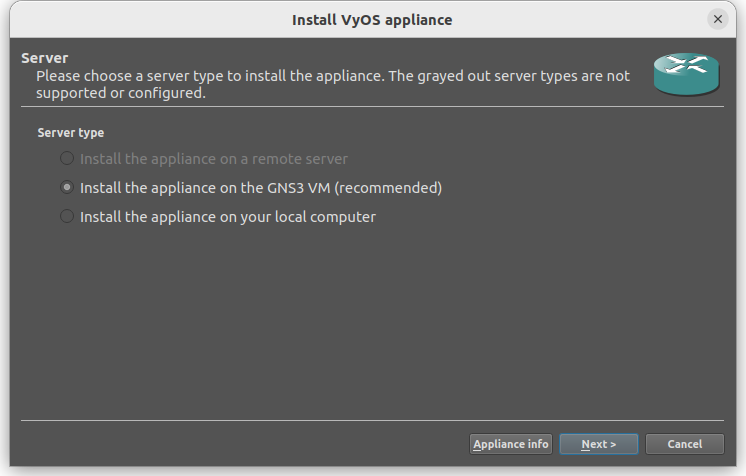 Install VyOS appliance
Server
Please choose a server type to install the appliance. The grayed out server types are not
supported or configured.
Server type
Install the appliance on a remote server
Install the appliance on the GNS3 VM (recommended)
Install the appliance on your local computer
Appliance info
Next >
Cancel